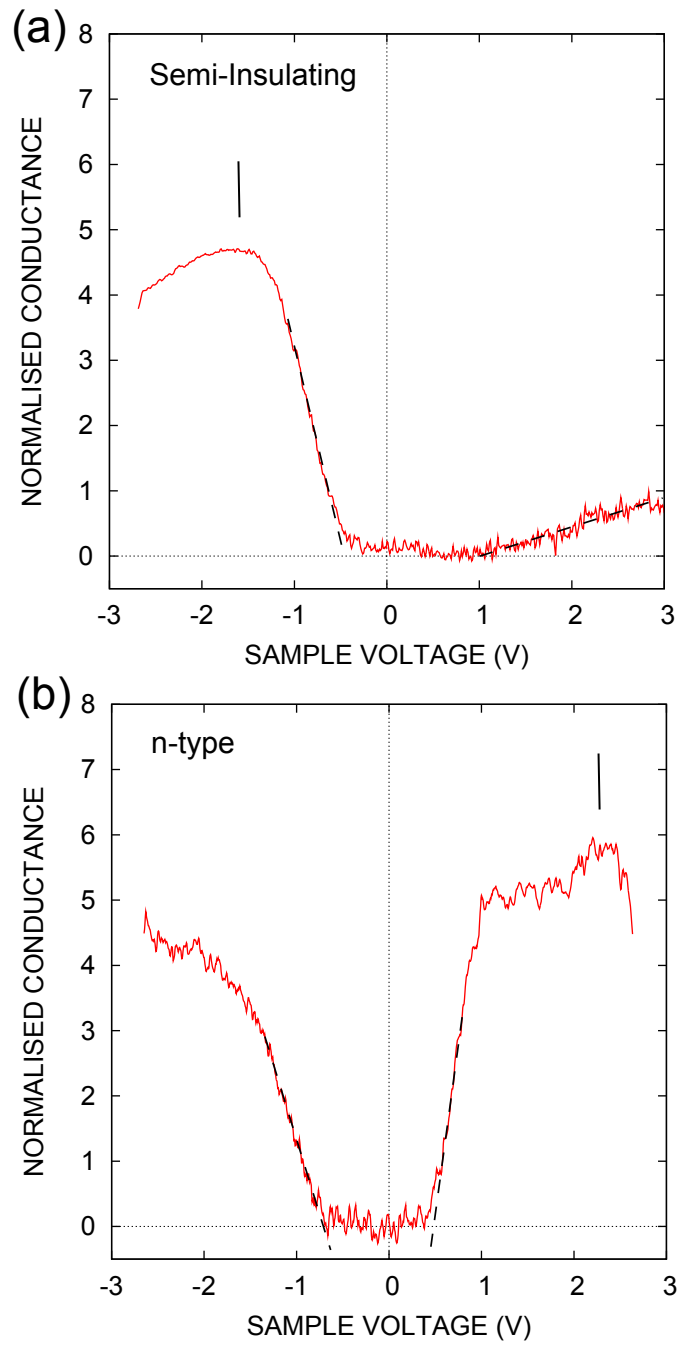 (a)
8
7
6
5
4
3
2
1
0
NORMALISED CONDUCTANCE
Semi-Insulating
-3 -2 -1 0 1 2 3
SAMPLE VOLTAGE (V)
(b)
8
7
6
5
4
3
2
1
0
NORMALISED CONDUCTANCE
n-type
-3 -2 -1 0 1 2 3
SAMPLE VOLTAGE (V)